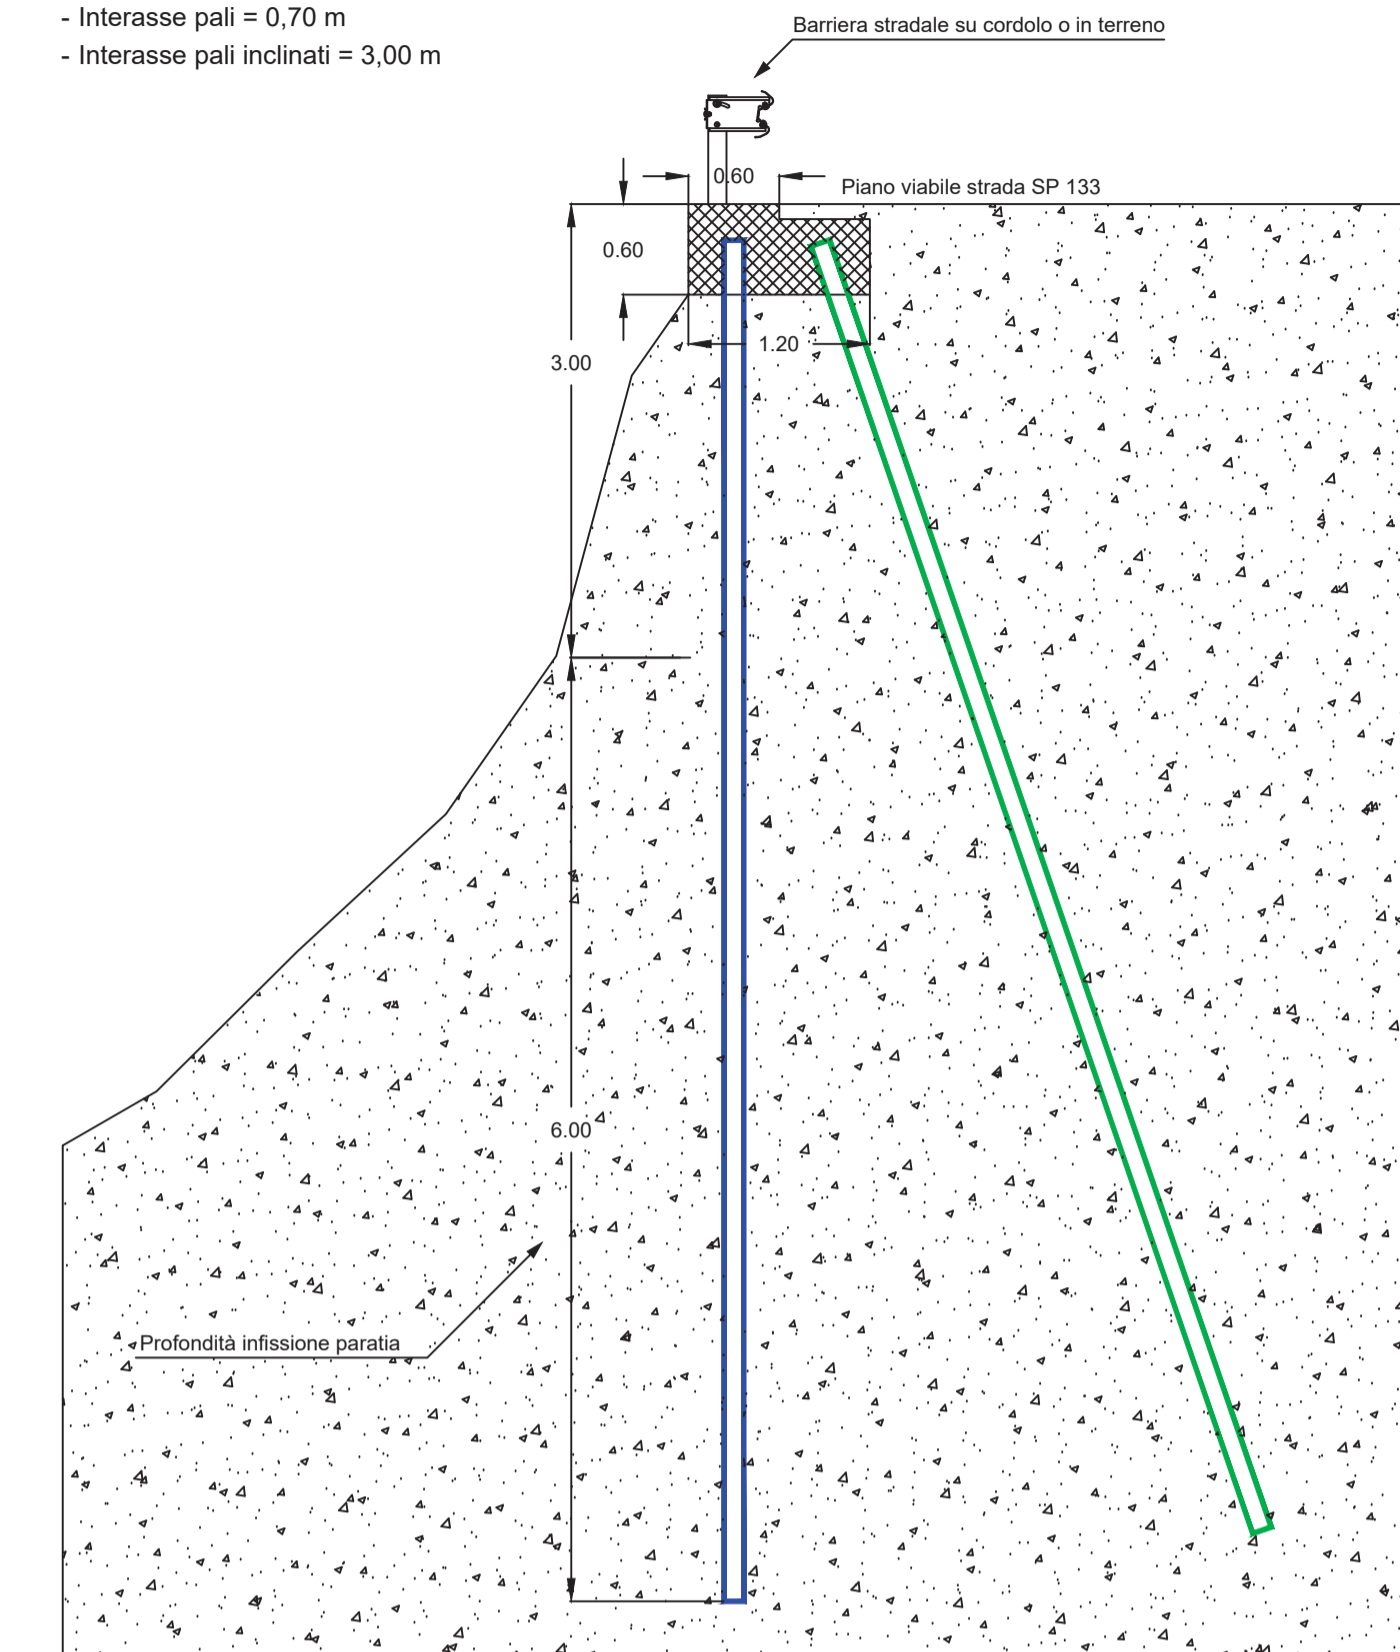 - Interasse pali = 0,70 m
- Interasse pali inclinati = 3,00 m
Barriera stradale su cordolo o in terreno
0.60
Piano viabile strada SP 133
0.60
1.20
3.00
6.00
Profondità infissione paratia